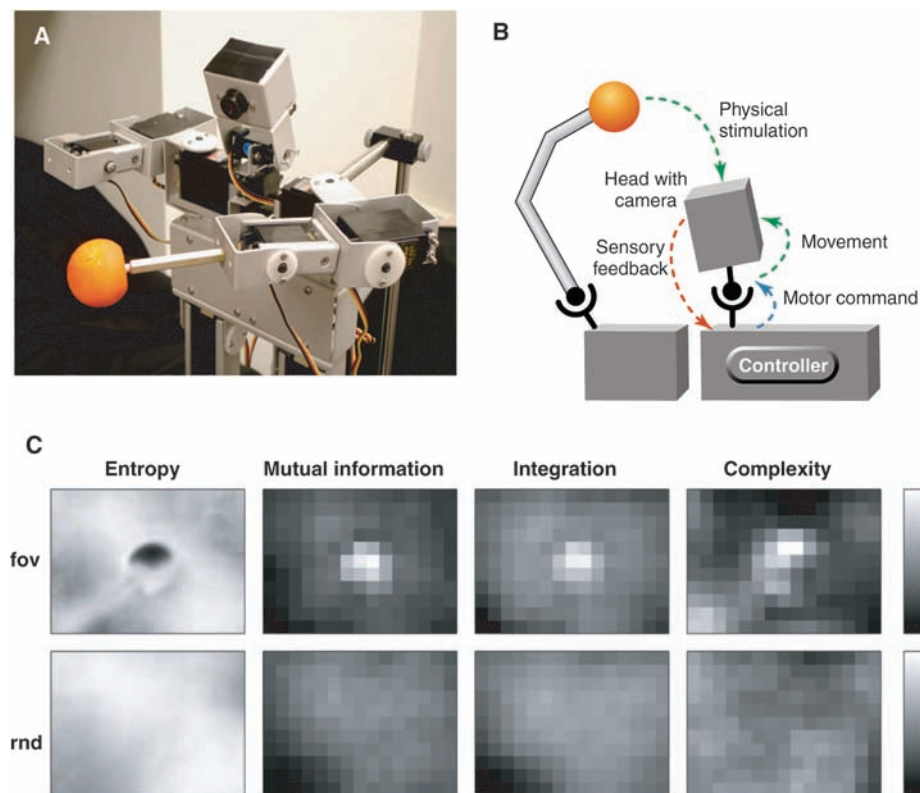 A
B
Physical
stimulation
Head with
camera
Sensory
feedback
Movement
Motor command
Controller
C
Entropy Mutual information Integration Complexity
fov
rnd